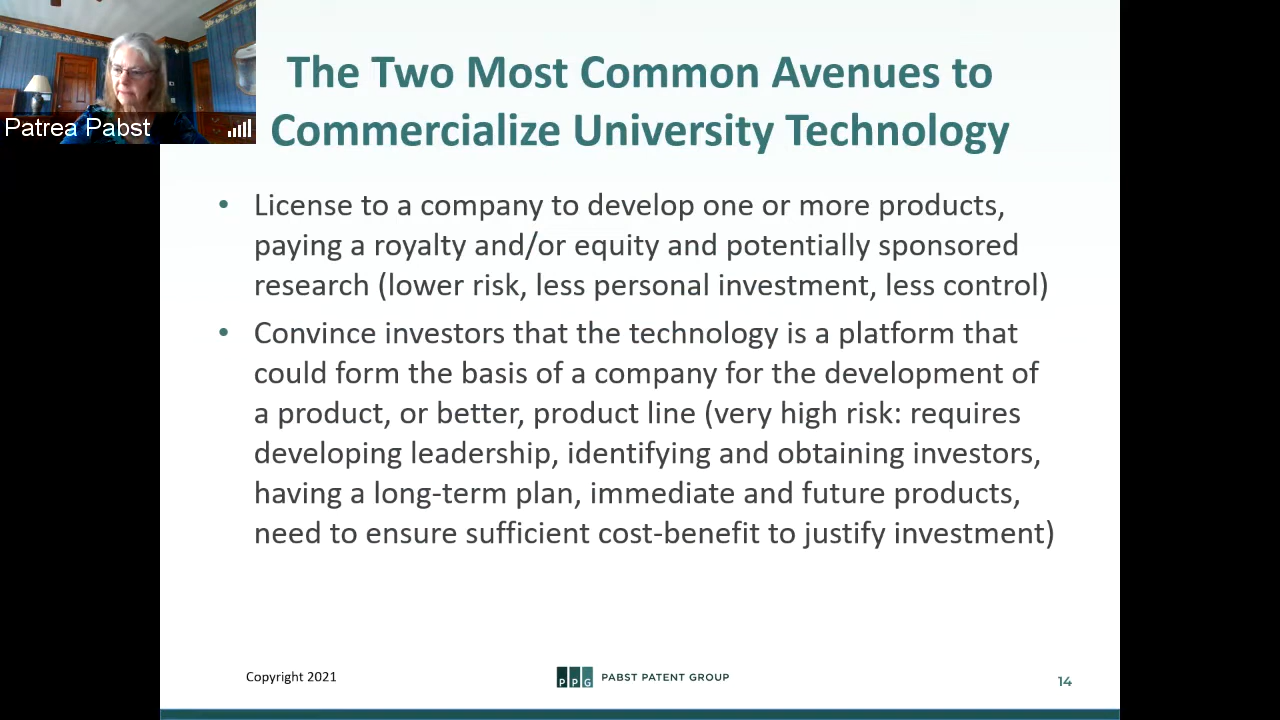 Patrea Pabst
The Two Most Common Avenues to
Commercialize University Technology
• License to a company to develop one or more products,
paying a royalty and/or equity and potentially sponsored
research (lower risk, less personal investment, less control)
• Convince investors that the technology is a platform that
could form the basis of a company for the development of
a product, or better, product line (very high risk: requires
developing leadership, identifying and obtaining investors,
having a long-term plan, immediate and future products,
need to ensure sufficient cost-benefit to justify investment)
Copyright 2021
PPG PABST PATENT GROUP
14